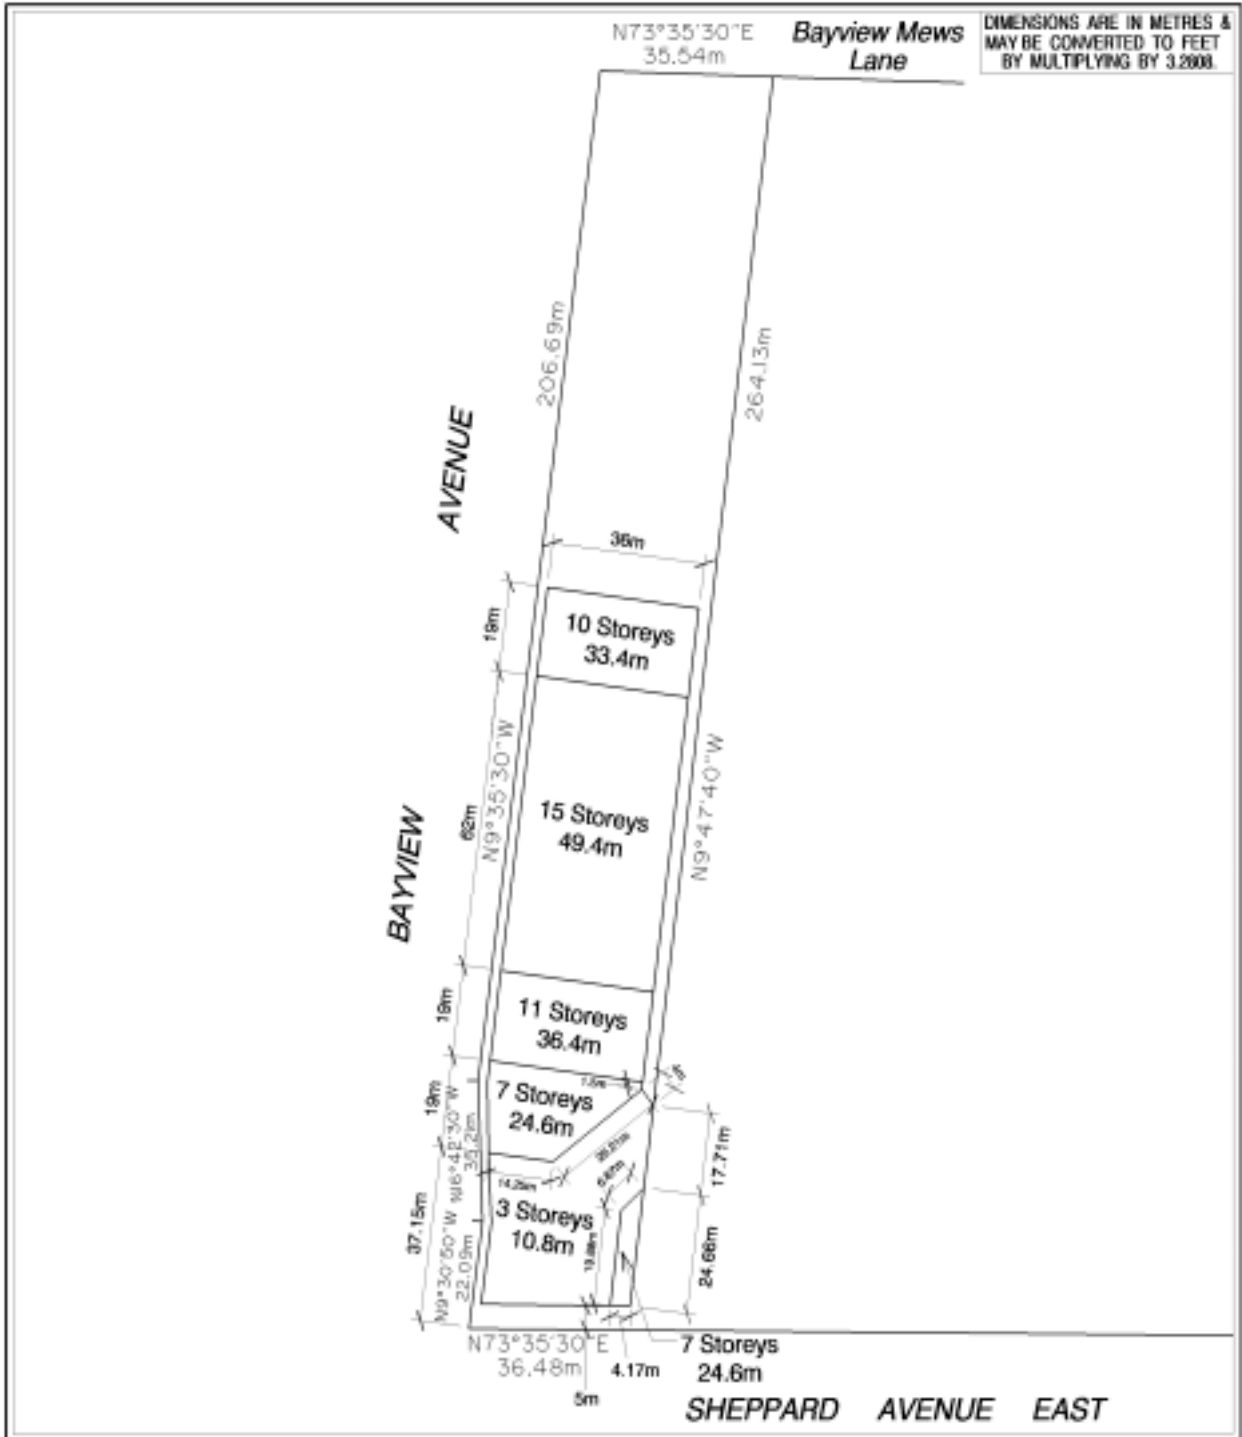 N73°35'30"E
35.54m
Bayview Mews
Lane
DIMENSIONS ARE IN METRES &
MAY BE CONVERTED TO FEET
BY MULTIPLYING BY 3.2808.
206.69m
264.13m
AVENUE
36m
19m
10 Storeys
33.4m
N9°35'30"W
62m
15 Storeys
49.4m
N9°47'40"W
BAYVIEW
19m
11 Storeys
36.4m
1.5m
4m
19m
7 Storeys
24.6m
N6°42'30"W
35.21m
17.71m
14.25m
37.15m
3 Storeys
10.8m
N9°30'50"W
22.09m
24.66m
N73°35'30"E
36.48m
4.17m
7 Storeys
24.6m
5m
SHEPPARD AVENUE EAST